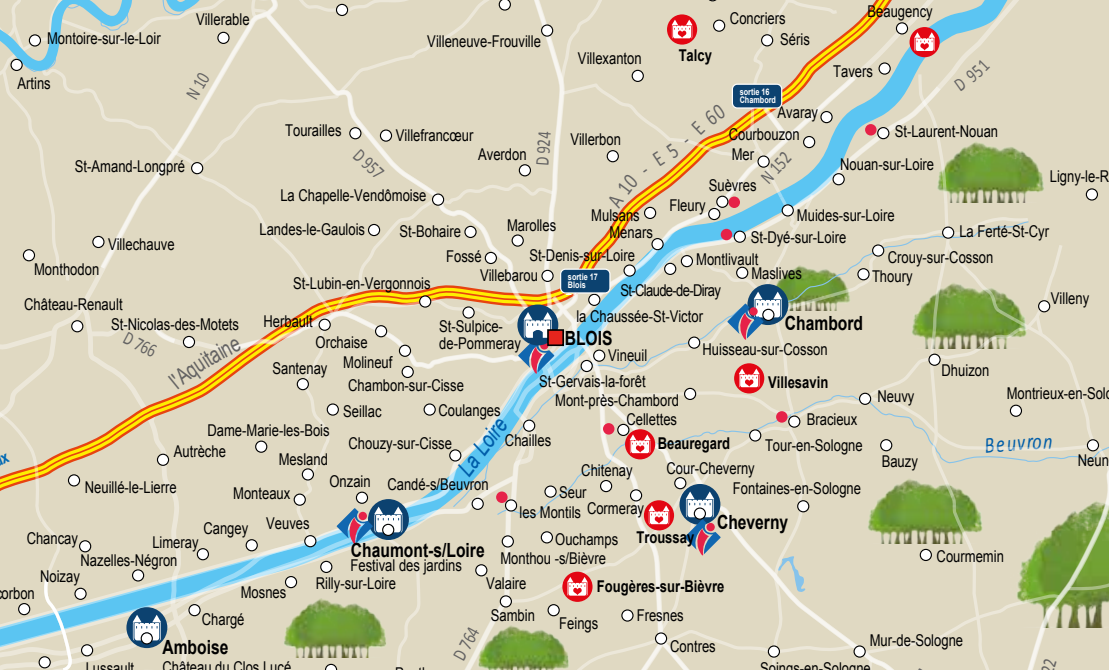 Villerable
Concriers
Beaugency
Montoire-sur-le-Loir
Villeneuve-Frouville
Séris
Talcy
Villexanton
Tavers
D 951
Artins
N 10
sortie 16
Chambord
Avaray
Tourailles
Villefrancœur
D 924
Villerbon
A 10 - E 5 - E 60
Courbouzon
St-Laurent-Nouan
D 957
Averdon
Mer
N 152
Nouan-sur-Loire
St-Amand-Longpré
Ligny-le-R
La Chapelle-Vendômoise
Suèvres
Fleury
Mulsans
Muides-sur-Loire
Landes-le-Gaulois
St-Bohaire
Marolles
Menars
St-Dyé-sur-Loire
La Ferté-St-Cyr
Villechauve
Fossé
St-Denis-sur-Loire
Montlivault
Crouy-sur-Cosson
Monthodon
Villebarou
sortie 17
Blois
Maslives
Thoury
St-Lubin-en-Vergonnois
St-Claude-de-Diray
Villeny
Château-Renault
St-Nicolas-des-Motets
Herbault
St-Sulpice-
de-Pommeray
la Chaussée-St-Victor
Chambord
D 766
l'Aquitaine
Orchaise
BLOIS
Molineuf
Vineuil
Huisseau-sur-Cosson
Santenay
Chambon-sur-Cisse
St-Gervais-la-forêt
Villesavin
Dhuizon
Mont-près-Chambord
Neuvy
Montrieux-en-Solo
Seillac
Coulanges
Cellettes
Bracieux
Dame-Marie-les-Bois
Chouzy-sur-Cisse
La Loire
Chailles
Beauregard
Tour-en-Sologne
Beuvron
Autrèche
Mesland
Bauzy
Neun
Chitenay
Cour-Cheverny
Neuillé-le-Lierre
Monteaux
Onzain
Candé-s/Beuvron
Seur
Cormeray
Fontaines-en-Sologne
les Montils
Troussay
Cheverny
Chancay
Cangey
Veuves
Limeray
Ouchamps
Chaumont-s/Loire
Festival des jardins
Monthou -s/Bièvre
Courmemin
Nazelles-Négron
Noizay
Mosnes
Rilly-sur-Loire
Valaire
Fougères-sur-Bièvre
corbon
Chargé
Sambin
Feings
Fresnes
Amboise
D 764
Contres
Mur-de-Sologne
Lussault
Château du Clos Lucé
Soings-en-Sologne